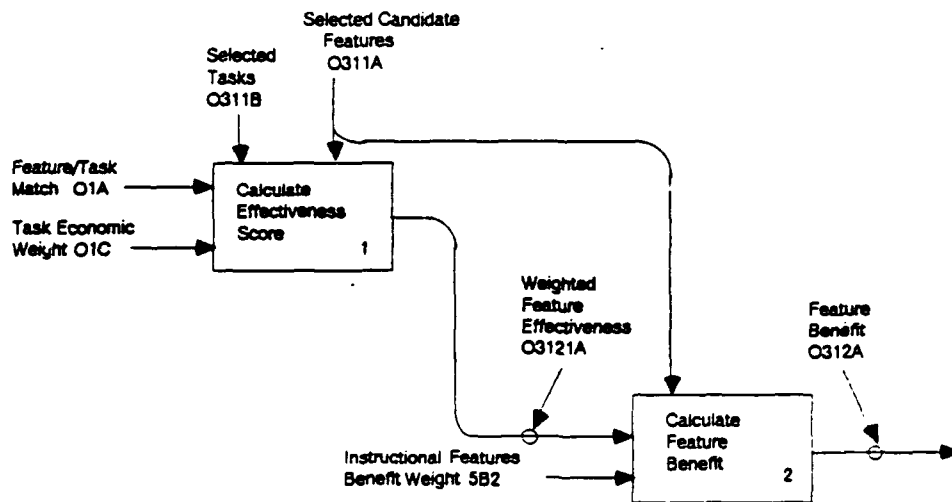 Selected Candidate
Features
O311A
Selected
Tasks
O311B
Feature/Task
Match O1A
Task Economic
Weight O1C
Calculate
Effectiveness
Score
1
Weighted
Feature
Effectiveness
O3121A
Feature
Benefit
O312A
Calculate
Feature
Benefit
2
Instructional Features
Benefit Weight 5B2